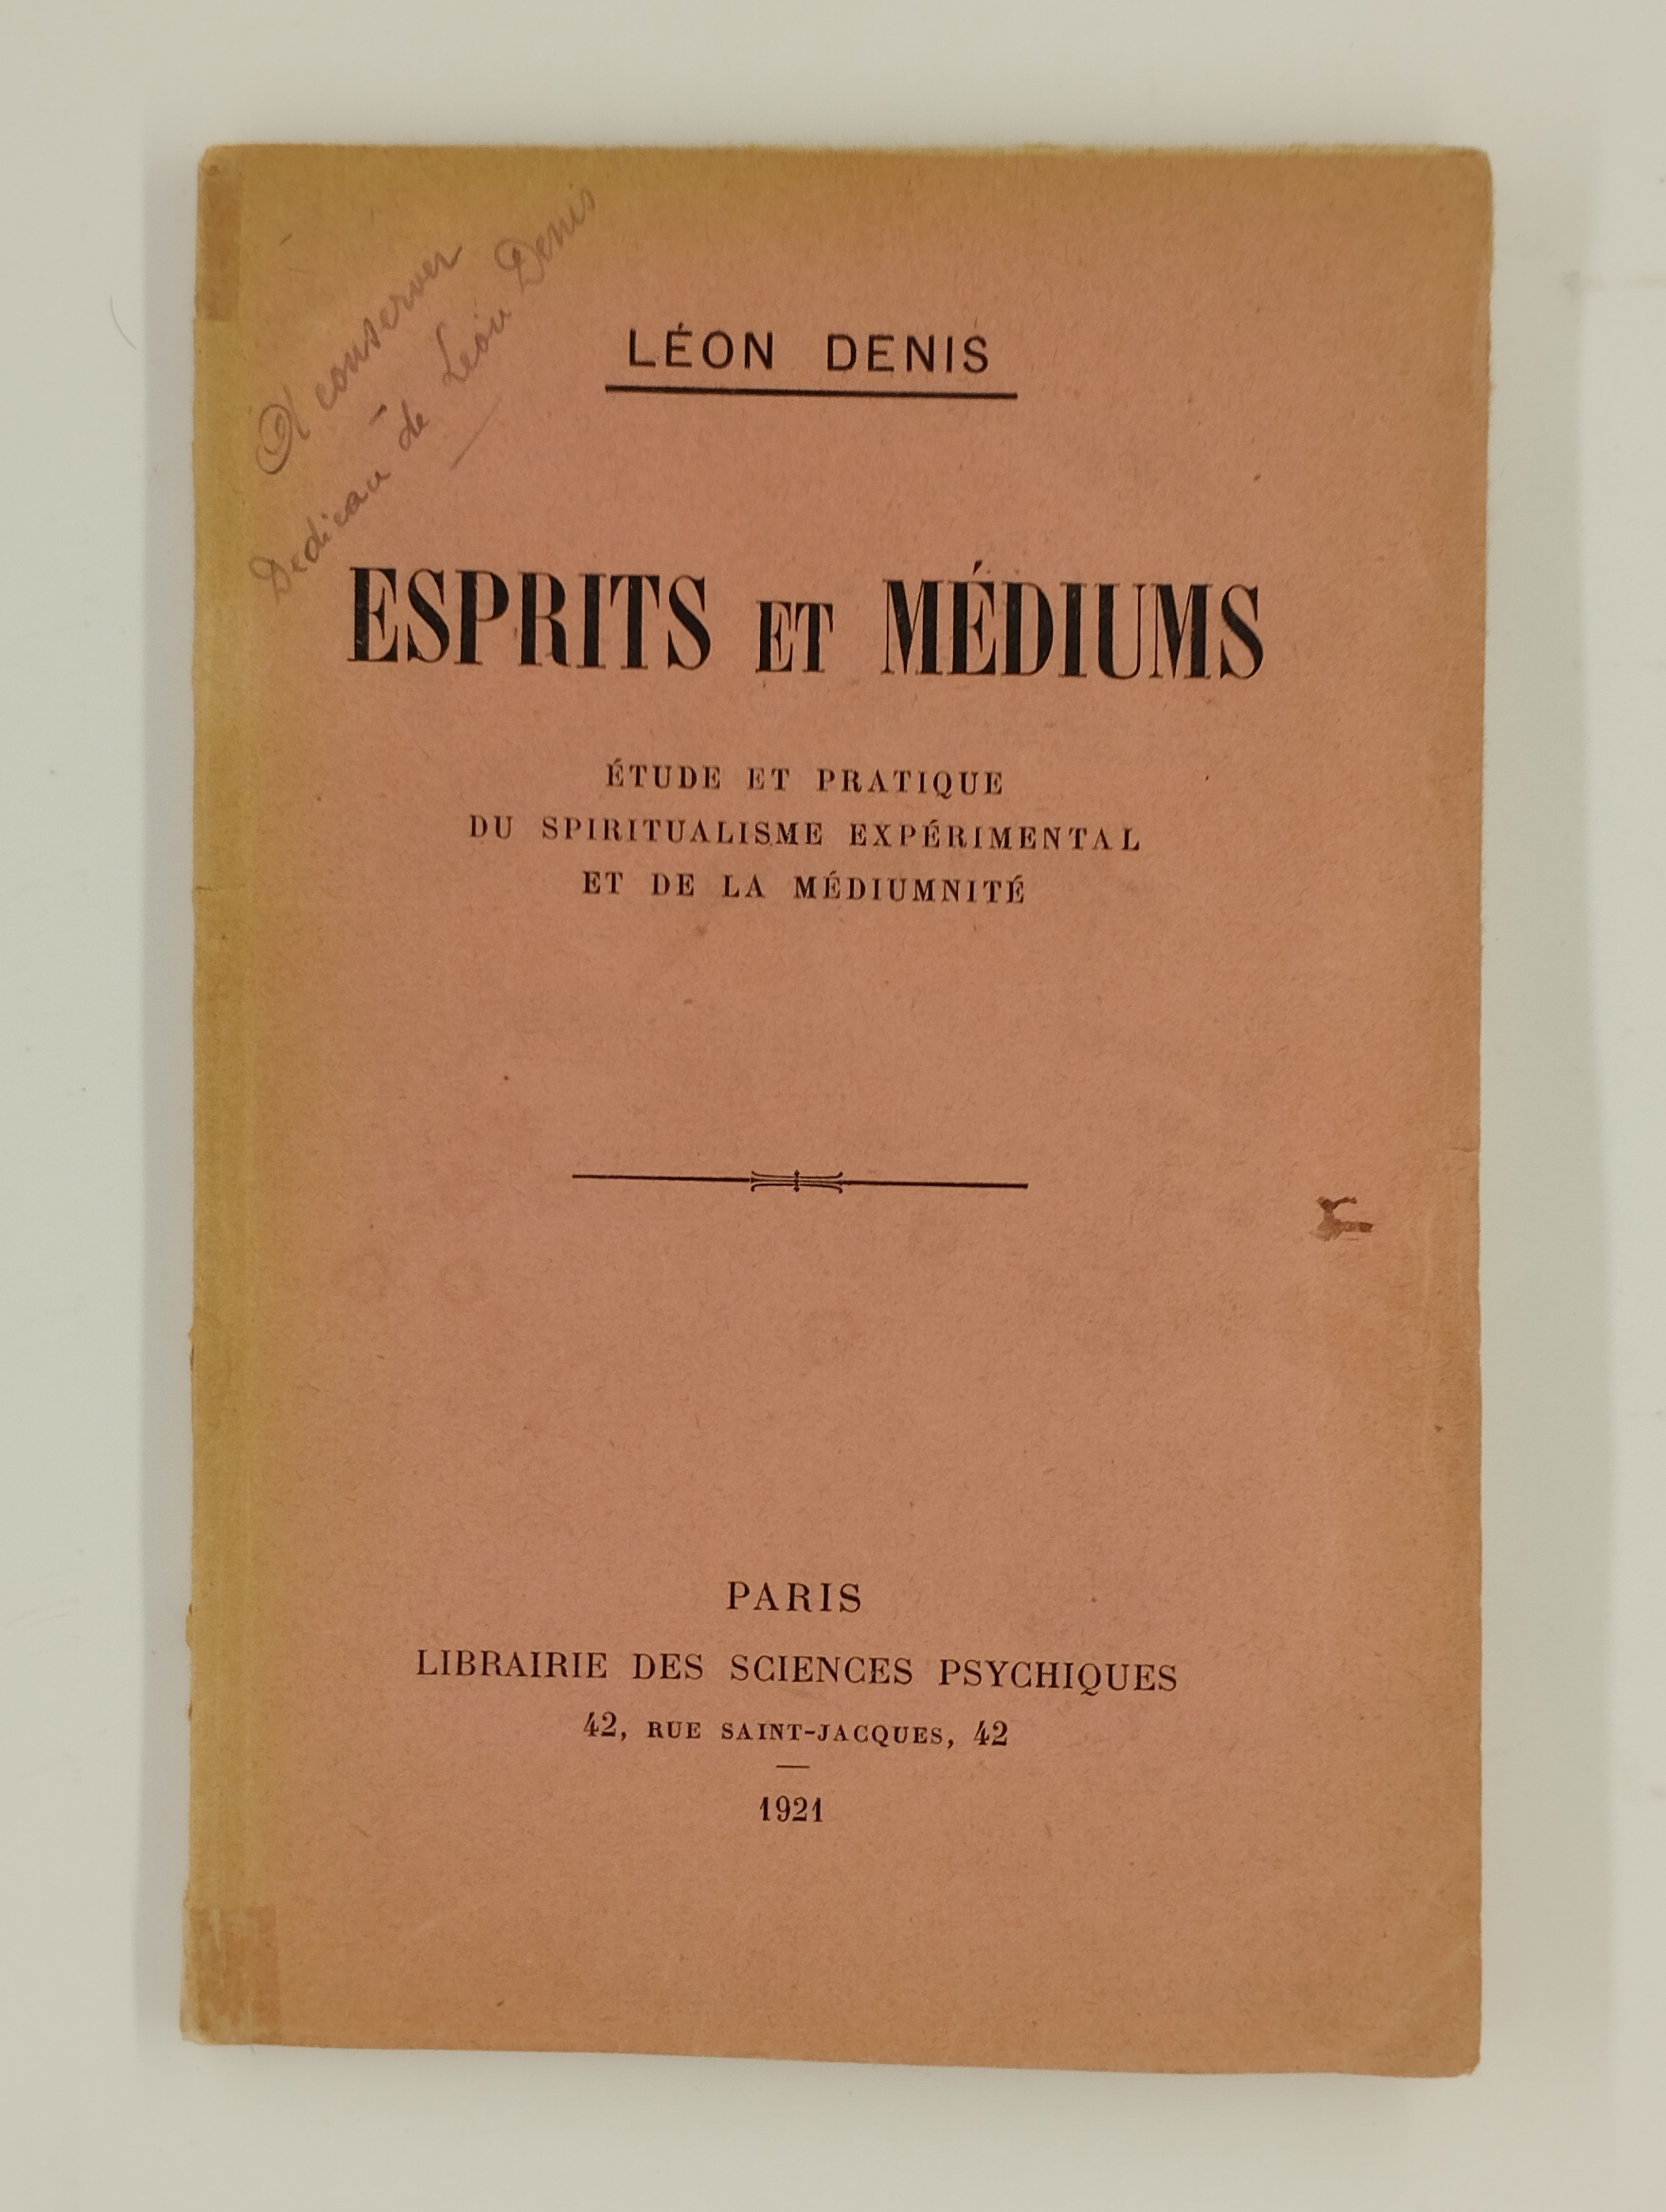 A conserver
de Léon Denis
LÉON DENIS
ESPRITS ET MÉDIUMS
ÉTUDE ET PRATIQUE
DU SPIRITUALISME EXPÉRIMENTAL
ET DE LA MÉDIUMNITÉ
PARIS
LIBRAIRIE DES SCIENCES PSYCHIQUES
42, RUE SAINT-JACQUES, 42
1921